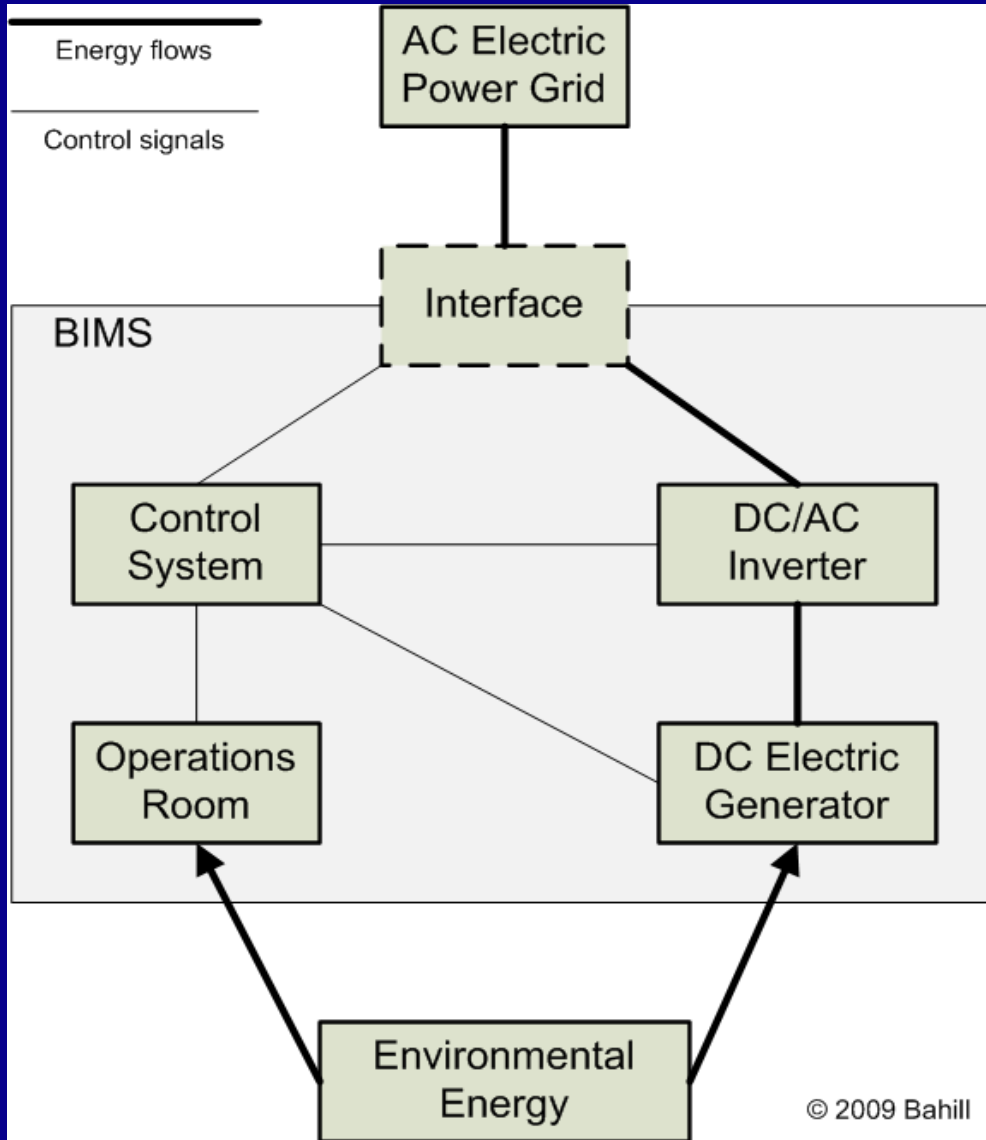 Energy flows
Control signals
AC Electric
Power Grid
Interface
BIMS
Control
System
DC/AC
Inverter
Operations
Room
DC Electric
Generator
Environmental
Energy
© 2009 Bahill